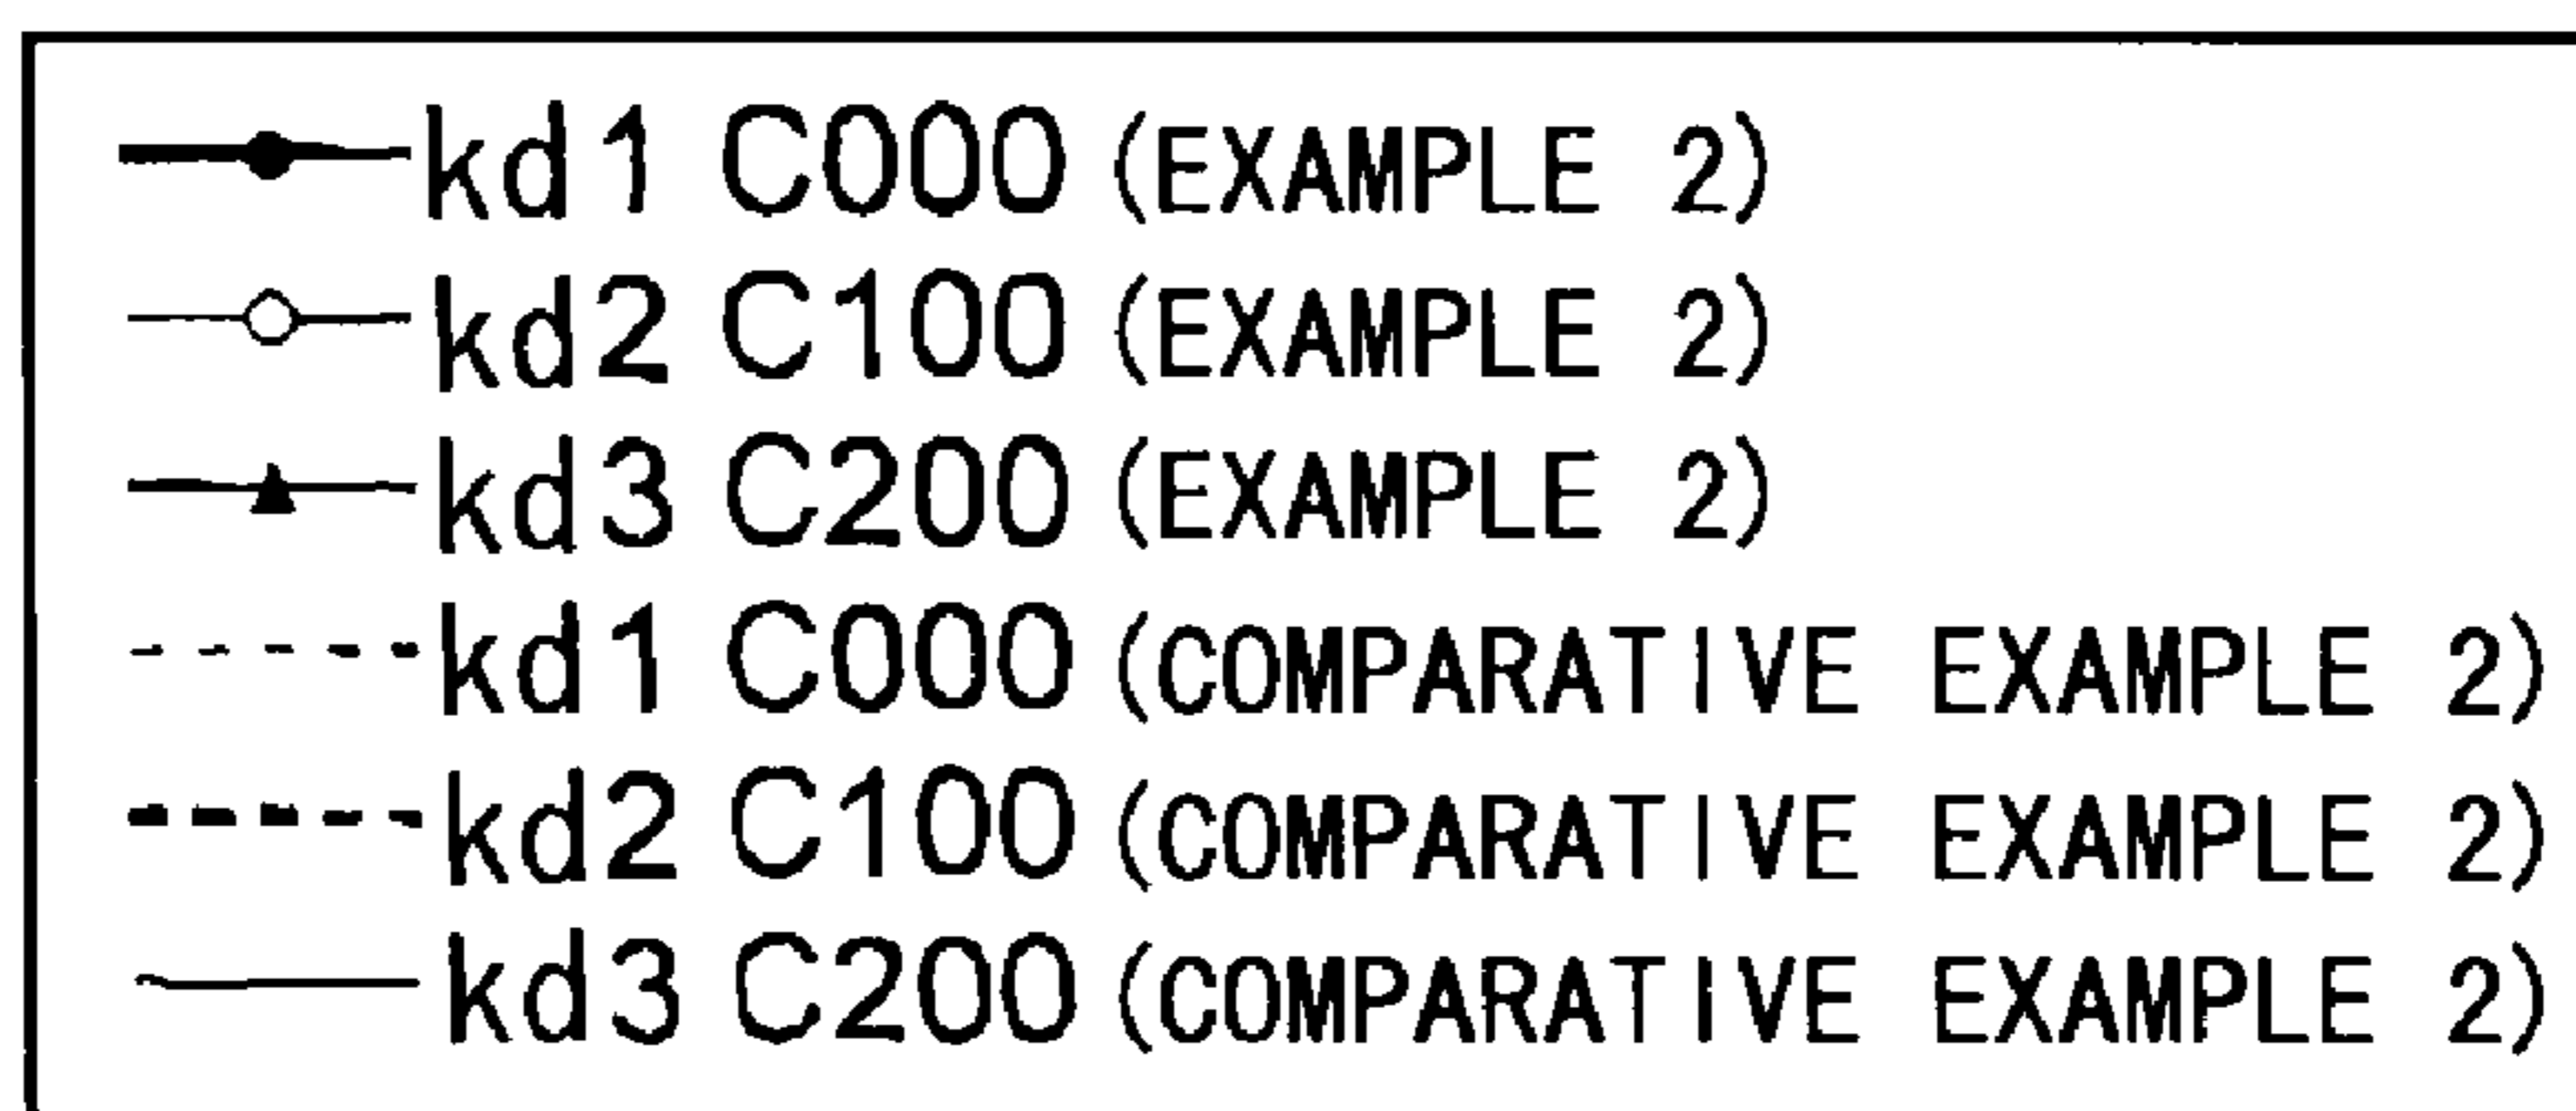 kd1 C000 (EXAMPLE 2)
kd2 C100 (EXAMPLE 2)
kd3 C200 (EXAMPLE 2)
kd1 C000 (COMPARATIVE EXAMPLE 2)
kd2 C100 (COMPARATIVE EXAMPLE 2)
kd3 C200 (COMPARATIVE EXAMPLE 2)